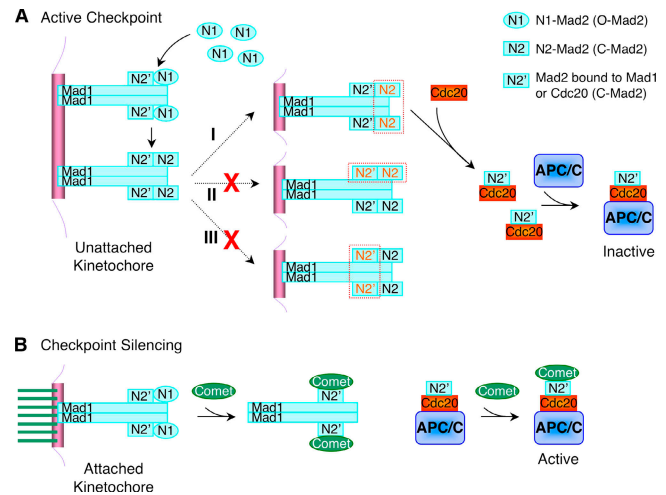 A Active Checkpoint
N1
N1 N1
N1 N1
N1 N1-Mad2 (O-Mad2)
N2 N2-Mad2 (C-Mad2)
N2' Mad2 bound to Mad1
or Cdc20 (C-Mad2)
N2' N1
Mad1
Mad1
N2' N1
N2' N2
Mad1
Mad1
N2' N2
Unattached
Kinetochore
I
II
X
III
X
N2' N2
Mad1
Mad1
N2' N2
N2' N2
Mad1
Mad1
N2' N2
N2' N2
Mad1
Mad1
N2' N2
Cdc20
N2'
Cdc20
N2'
Cdc20
APC/C
N2'
Cdc20
APC/C
Inactive
B Checkpoint Silencing
N2' N1
Mad1
Mad1
N2' N1
Attached
Kinetochore
Comet
Comet
N2'
Mad1
Mad1
N2'
Comet
N2'
Cdc20
APC/C
Comet
Comet
N2'
Cdc20
APC/C
Active